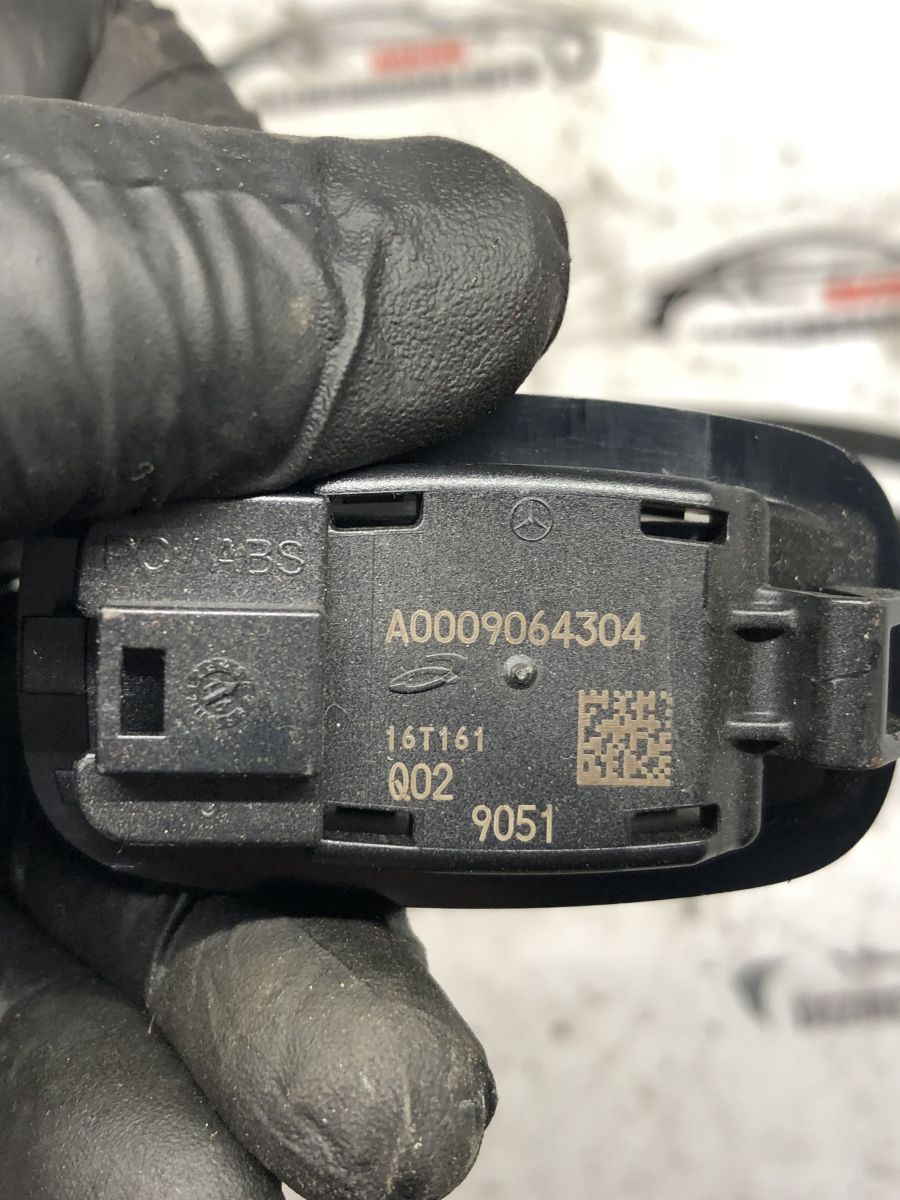 PC/ABS
A0009064304
16T161
Q02
9051